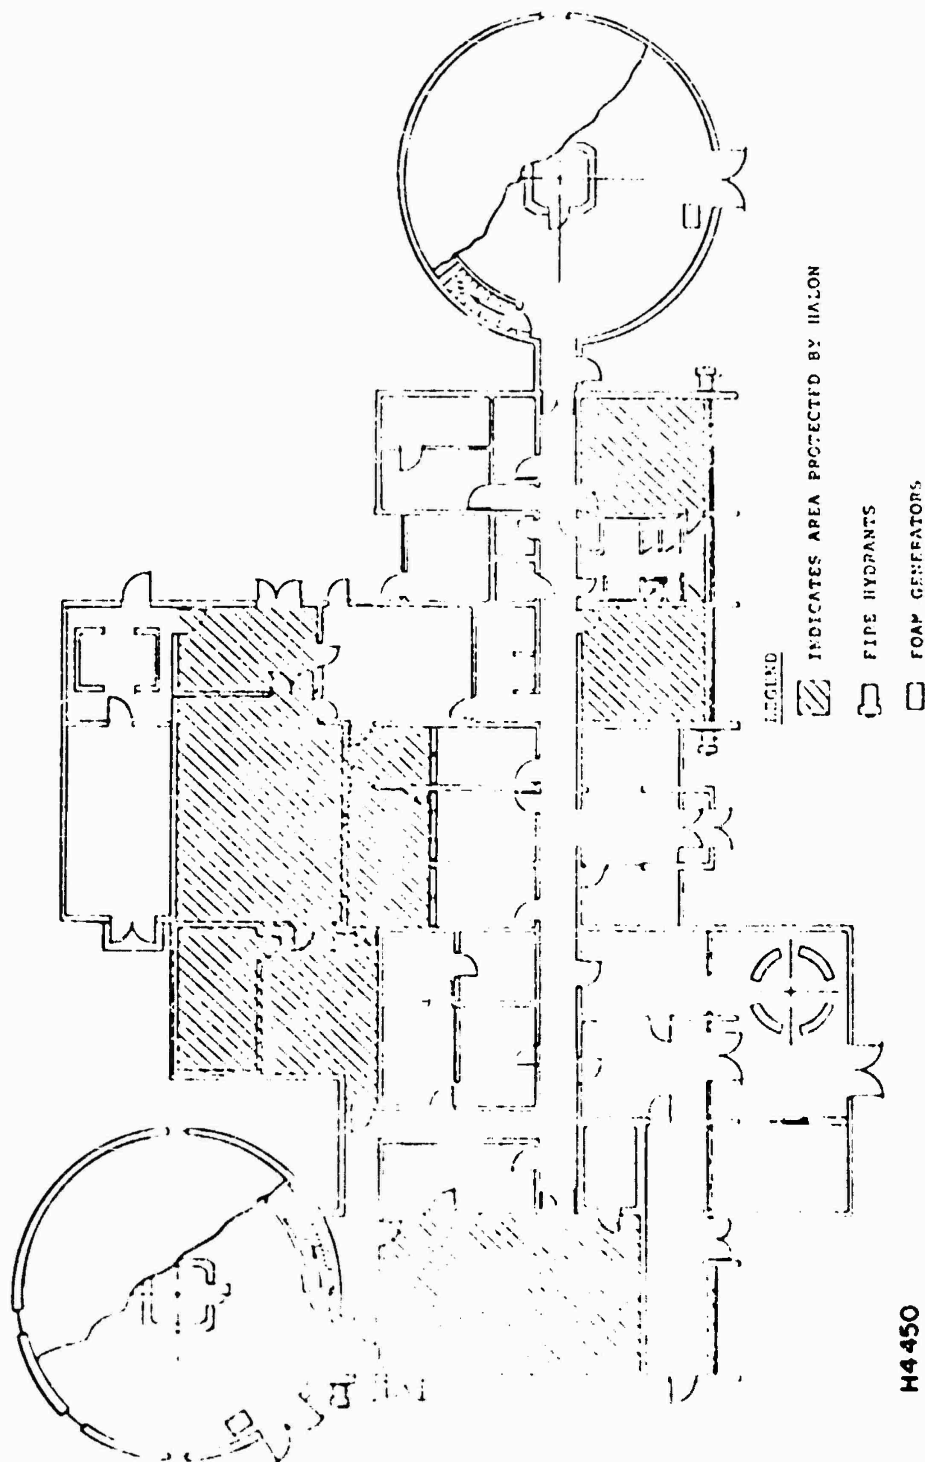 LEGEND
INDICATES AREA PROTECTED BY HALON
FIRE HYDRANTS
FOAM GENERATORS
H4450